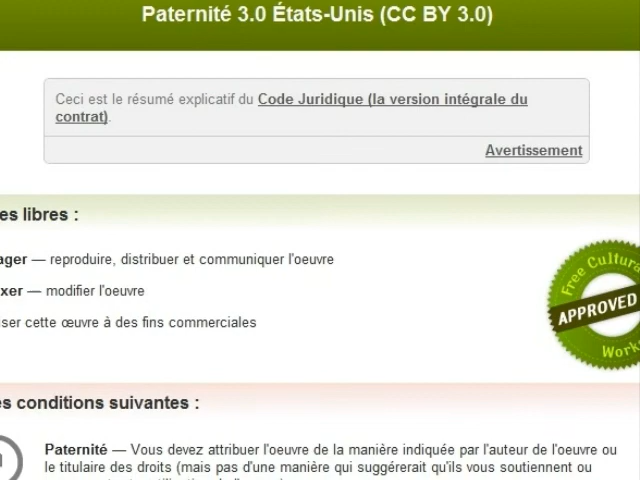 Paternité 3.0 États-Unis (CC BY 3.0)
Ceci est le résumé explicatif du Code Juridique (la version intégrale du
contrat).
Avertissement
es libres :
ager — reproduire, distribuer et communiquer l'oeuvre
xer — modifier l'oeuvre
ser cette œuvre à des fins commerciales
Free Cultura
APPROVED
Works
es conditions suivantes :
Paternité — Vous devez attribuer l'oeuvre de la manière indiquée par l'auteur de l'oeuvre ou
le titulaire des droits (mais pas d'une manière qui suggérerait qu'ils vous soutiennent ou